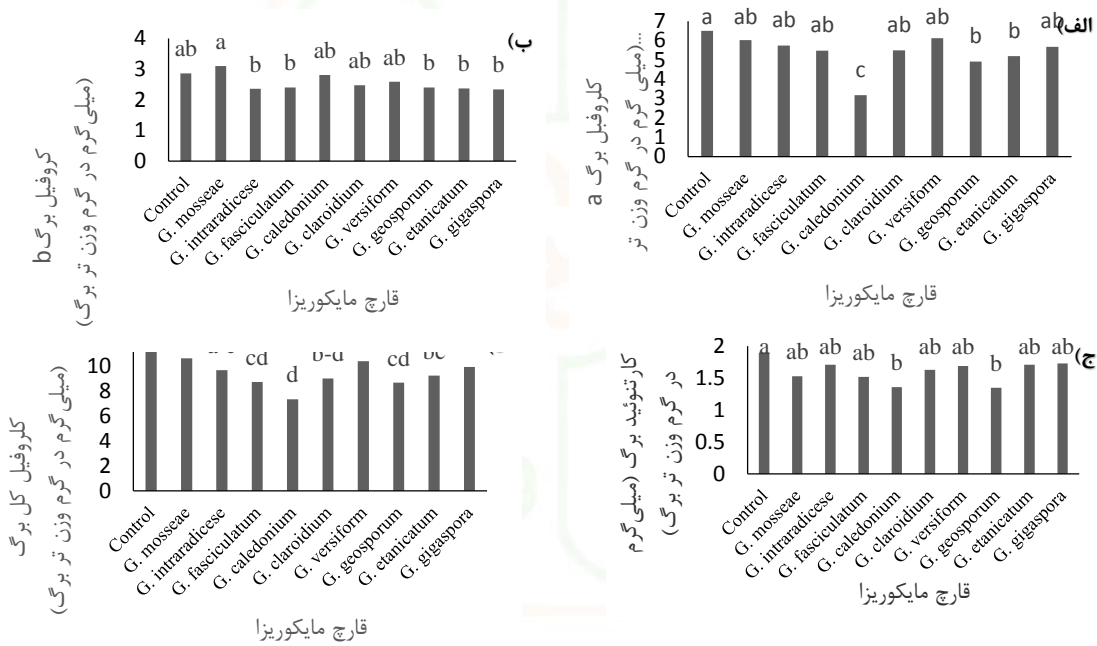 الف)
7
6
5
4
3
2
1
0
a ab ab ab c ab ab b b ab
کلروفبل برگ a
(میلی گرم در گرم وزن تر...
Control
G. mosseae
G. intraradicese
G. fasciculatum
G. caledonium
G. claroidium
G. versiform
G. geosporum
G. etanicatum
G. gigaspora
قارچ مایکوریزا
ب)
4
3
2
1
0
ab a b b ab ab ab b b b
کروفیل برگb
(میلی گرم در گرم وزن تر برگ)
Control
G. mosseae
G. intraradicese
G. fasciculatum
G. caledonium
G. claroidium
G. versiform
G. geosporum
G. etanicatum
G. gigaspora
قارچ مایکوریزا
ج)
2
1.5
1
0.5
0
a ab ab ab b ab ab b ab ab
کارتنوئید برگ (میلی گرم
در گرم وزن تر برگ)
Control
G. mosseae
G. intraradicese
G. fasciculatum
G. caledonium
G. claroidium
G. versiform
G. geosporum
G. etanicatum
G. gigaspora
قارچ مایکوریزا
10
8
6
4
2
0
cd d b-d cd bc
کلروفیل کل برگ
(میلی گرم در گرم وزن تر برگ)
Control
G. mosseae
G. intraradicese
G. fasciculatum
G. caledonium
G. claroidium
G. versiform
G. geosporum
G. etanicatum
G. gigaspora
قارچ مایکوریزا